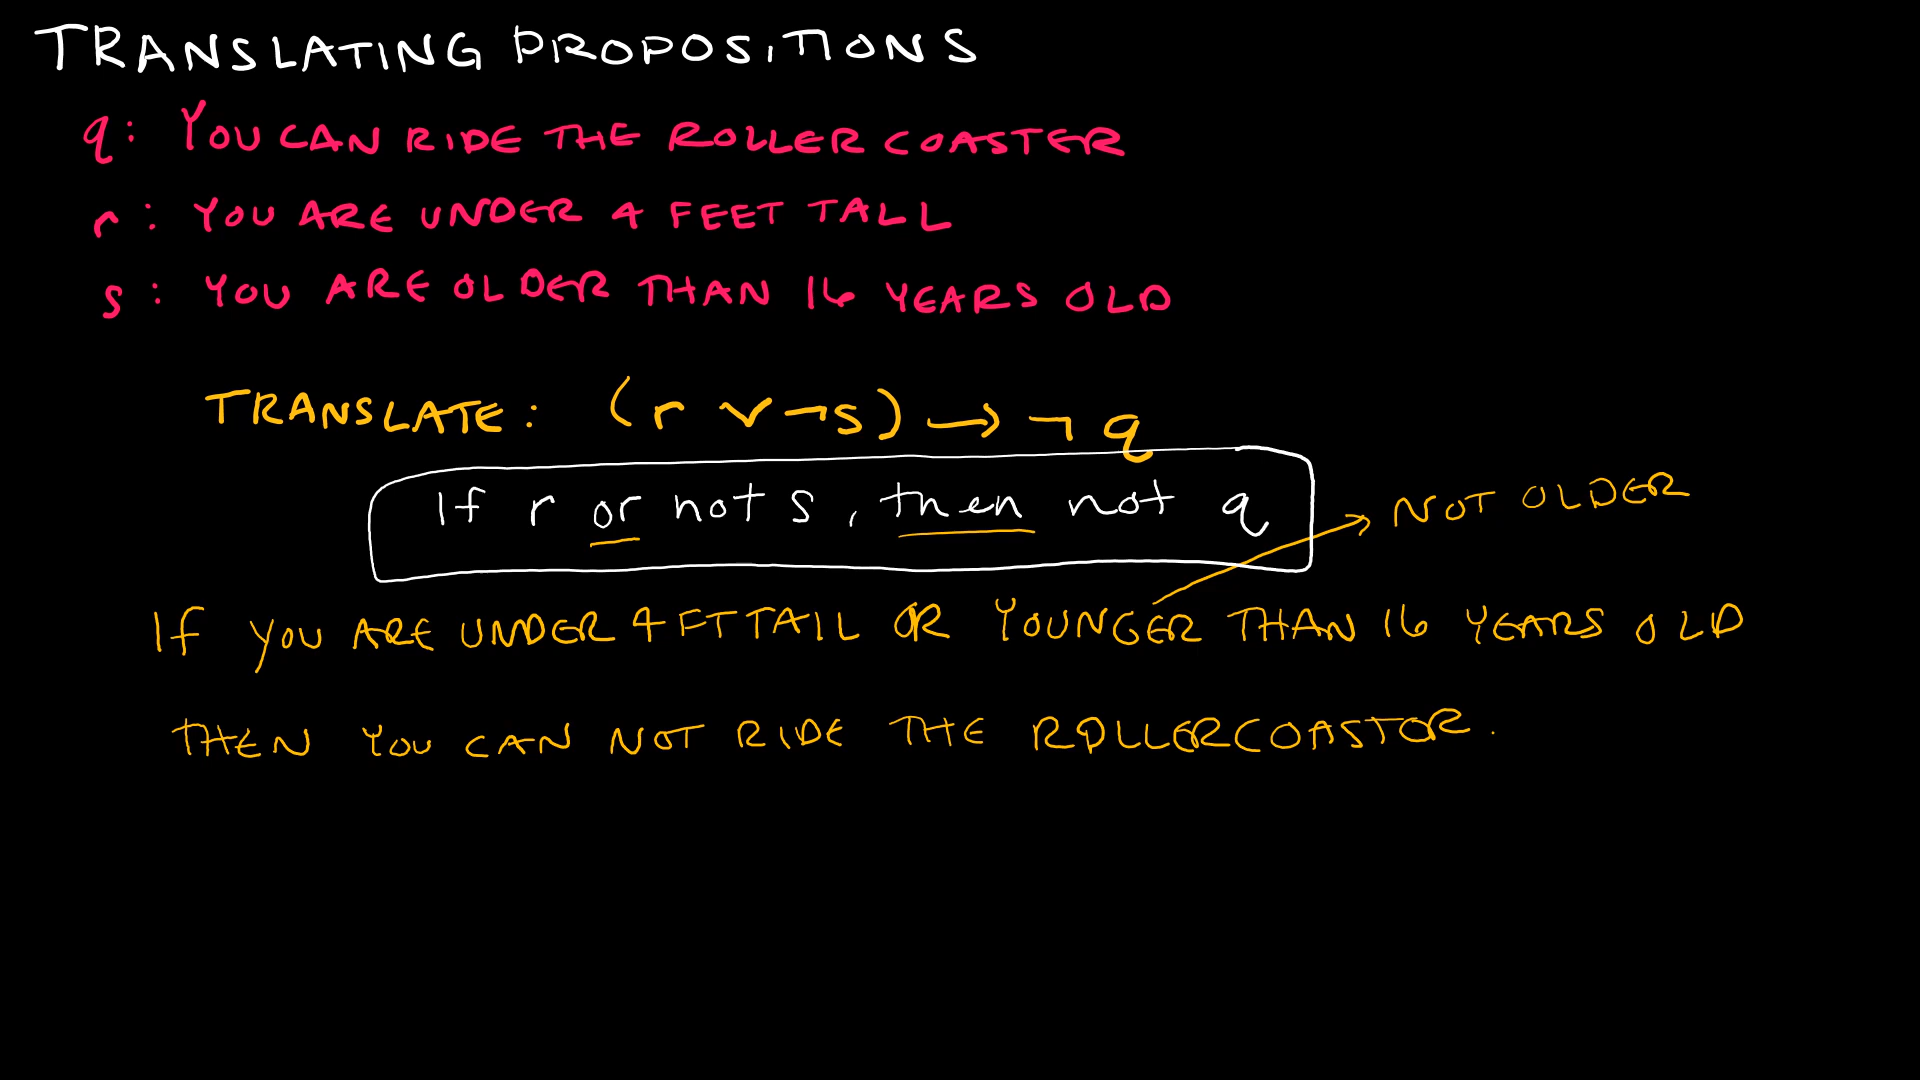 TRANSLATING PROPOSITIONS
q: YOU CAN RIDE THE ROLLER COASTER
r: YOU ARE UNDER 4 FEET TALL
s: YOU ARE OLDER THAN 16 YEARS OLD
TRANSLATE: (r ∨ ¬s) → ¬q
If r or not s, then not q
NOT OLDER
If YOU ARE UNDER 4 FT TALL OR YOUNGER THAN 16 YEARS OLD
THEN YOU CAN NOT RIDE THE ROLLERCOASTOR.